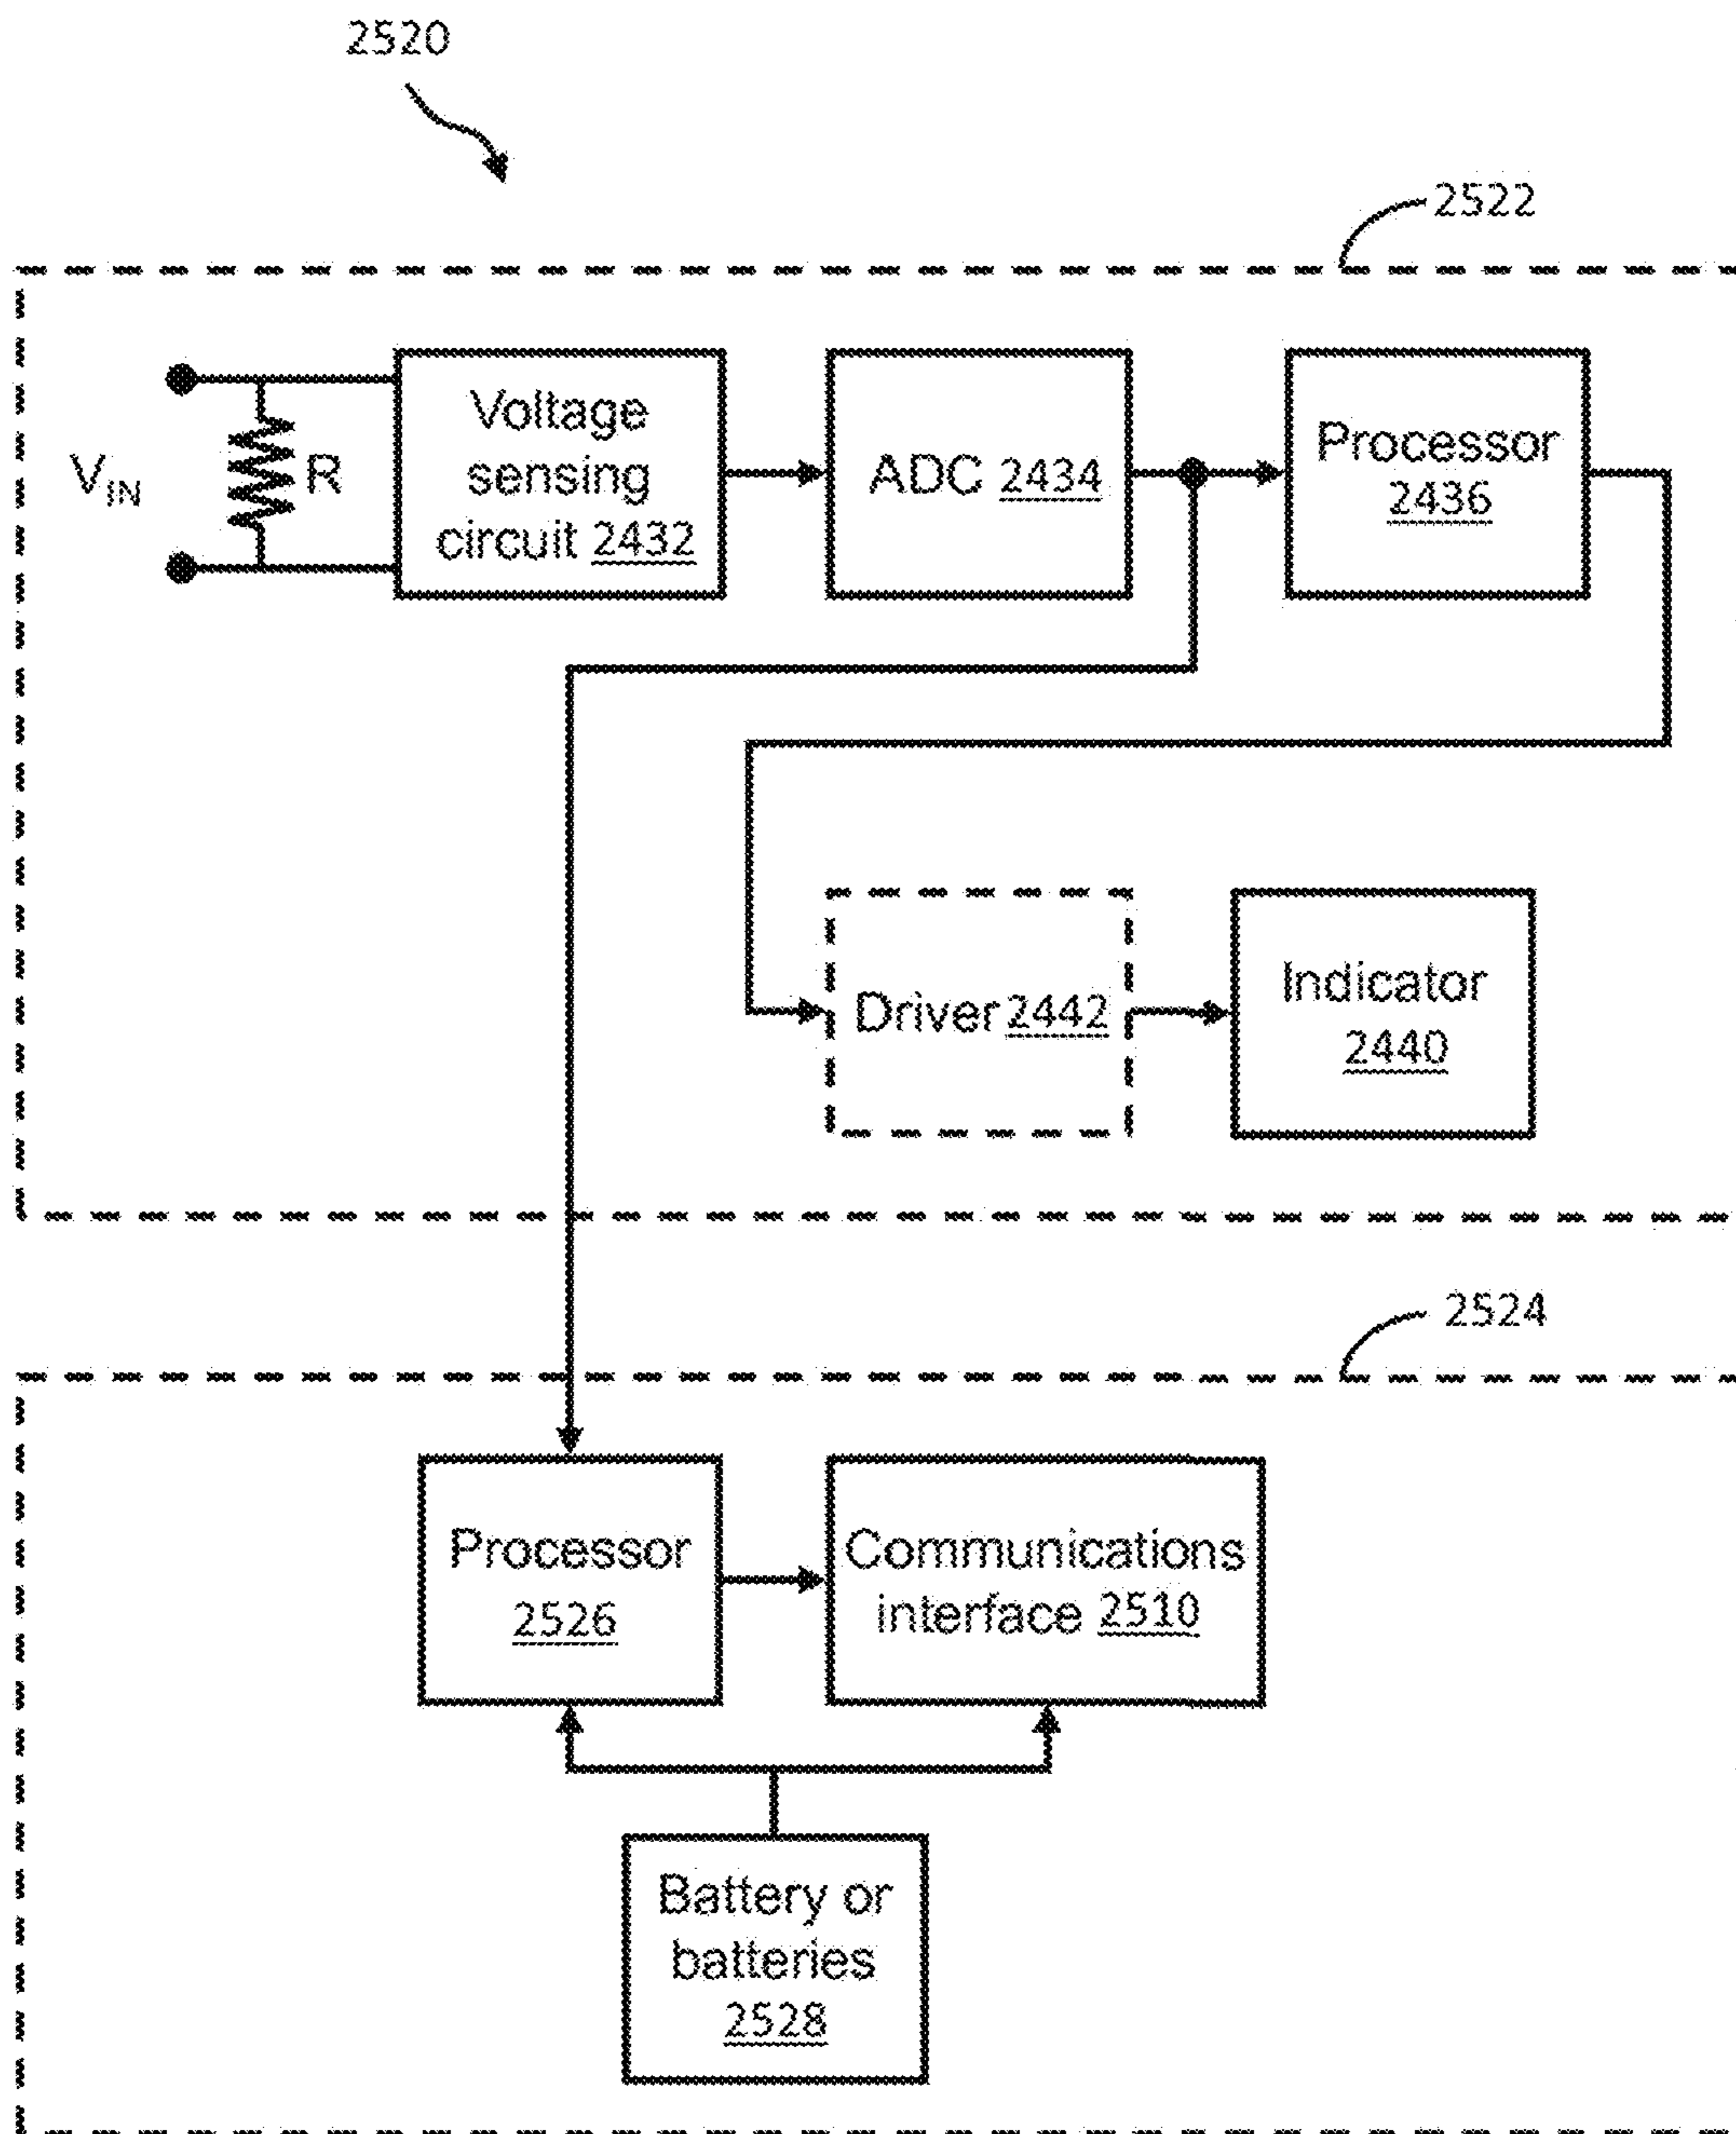 2520
2522
Voltage
sensing
circuit 2432
V_IN
R
ADC 2434
Processor
2436
Driver 2442
Indicator
2440
2524
Processor
2526
Communications
interface 2510
Battery or
batteries
2528